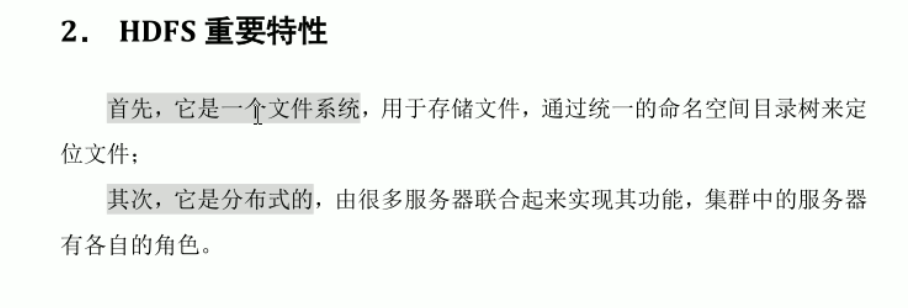 2. HDFS 重要特性
首先，它是一个文件系统，用于存储文件，通过统一的命名空间目录树来定
位文件；
其次，它是分布式的，由很多服务器联合起来实现其功能，集群中的服务器
有各自的角色。